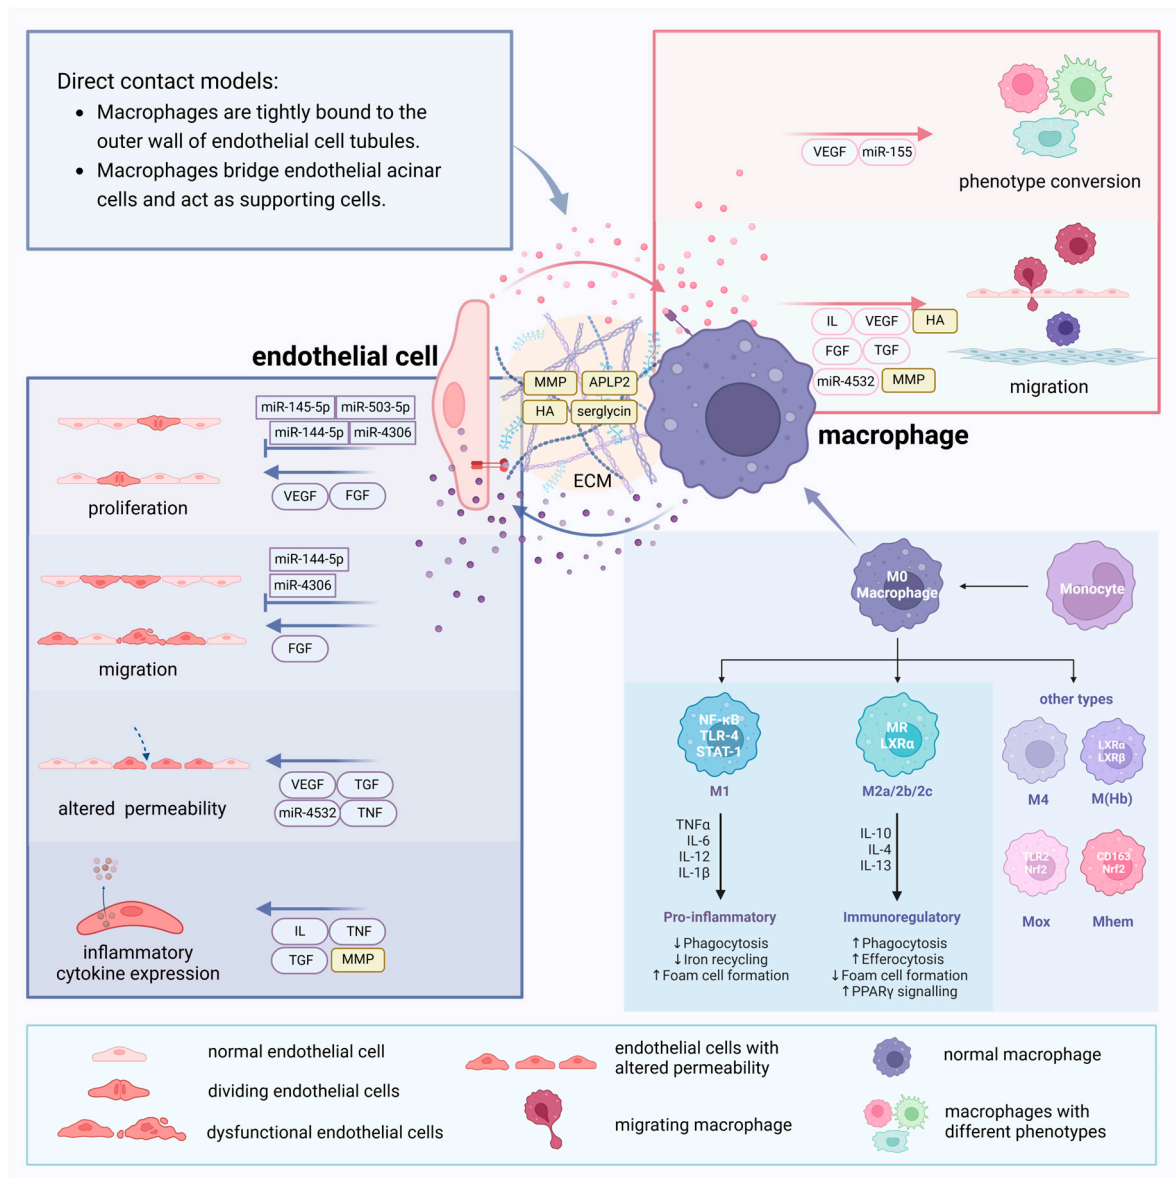 Direct contact models:
• Macrophages are tightly bound to the
outer wall of endothelial cell tubules.
• Macrophages bridge endothelial acinar
cells and act as supporting cells.
VEGF miR-155
phenotype conversion
IL VEGF HA
FGF TGF
miR-4532 MMP
migration
endothelial cell
MMP APLP2
HA serglycin
ECM
macrophage
miR-145-5p miR-503-5p
miR-144-5p miR-4306
VEGF FGF
proliferation
miR-144-5p
miR-4306
FGF
migration
VEGF TGF
miR-4532 TNF
altered permeability
IL TNF
TGF MMP
inflammatory
cytokine expression
M0
Macrophage
Monocyte
NF-κB
TLR-4
STAT-1
M1
TNFα
IL-6
IL-12
IL-1β
Pro-inflammatory
↓Phagocytosis
↓Iron recycling
↑Foam cell formation
MR
LXRα
M2a/2b/2c
IL-10
IL-4
IL-13
Immunoregulatory
↑Phagocytosis
↑Efferocytosis
↓Foam cell formation
↑PPARγ signalling
other types
M4
LXRα
LXRβ
M(Hb)
TLR2
Nrf2
Mox
CD163
Nrf2
Mhem
normal endothelial cell
dividing endothelial cells
dysfunctional endothelial cells
endothelial cells with
altered permeability
migrating macrophage
normal macrophage
macrophages with
different phenotypes